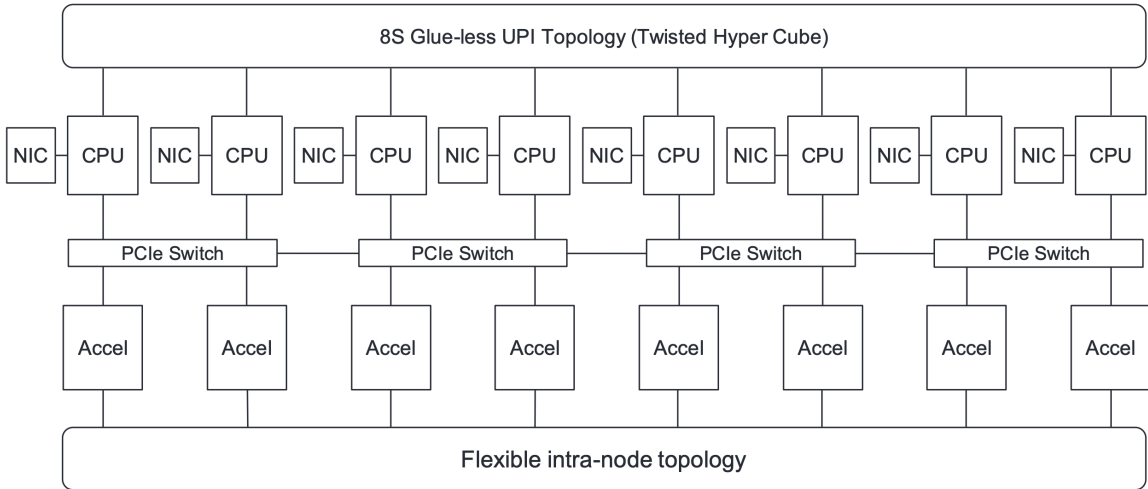 8S Glue-less UPI Topology (Twisted Hyper Cube)
NIC CPU NIC CPU NIC CPU NIC CPU NIC CPU NIC CPU NIC CPU NIC CPU
PCIe Switch PCIe Switch PCIe Switch PCIe Switch
Accel Accel Accel Accel Accel Accel Accel Accel
Flexible intra-node topology